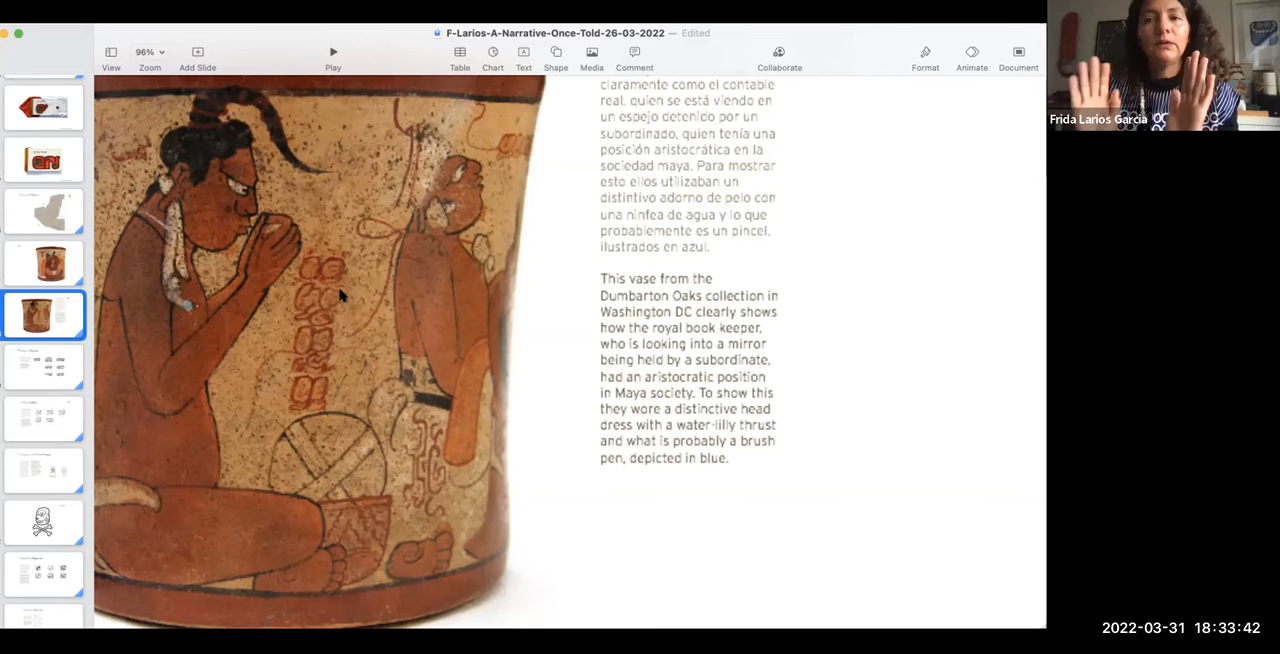 F-Larios-A-Narrative-Once-Told-26-03-2022 — Edited
96%
View
Zoom
Add Slide
Play
Table
Chart
Text
Shape
Media
Comment
Collaborate
Format
Animate
Document
claramente como el contable
real, quien se está viendo en
un espejo detenido por un
subordinado, quien tenía una
posición aristocrática en la
sociedad maya. Para mostrar
esto ellos utilizaban un
distintivo adorno de pelo con
una ninfea de agua y lo que
probablemente es un pincel,
ilustrados en azul.
This vase from the
Dumbarton Oaks collection in
Washington DC clearly shows
how the royal book keeper,
who is looking into a mirror
being held by a subordinate,
had an aristocratic position
in Maya society. To show this
they wore a distinctive head
dress with a water-lilly thrust
and what is probably a brush
pen, depicted in blue.
Frida Larios Garcia
2022-03-31 18:33:42